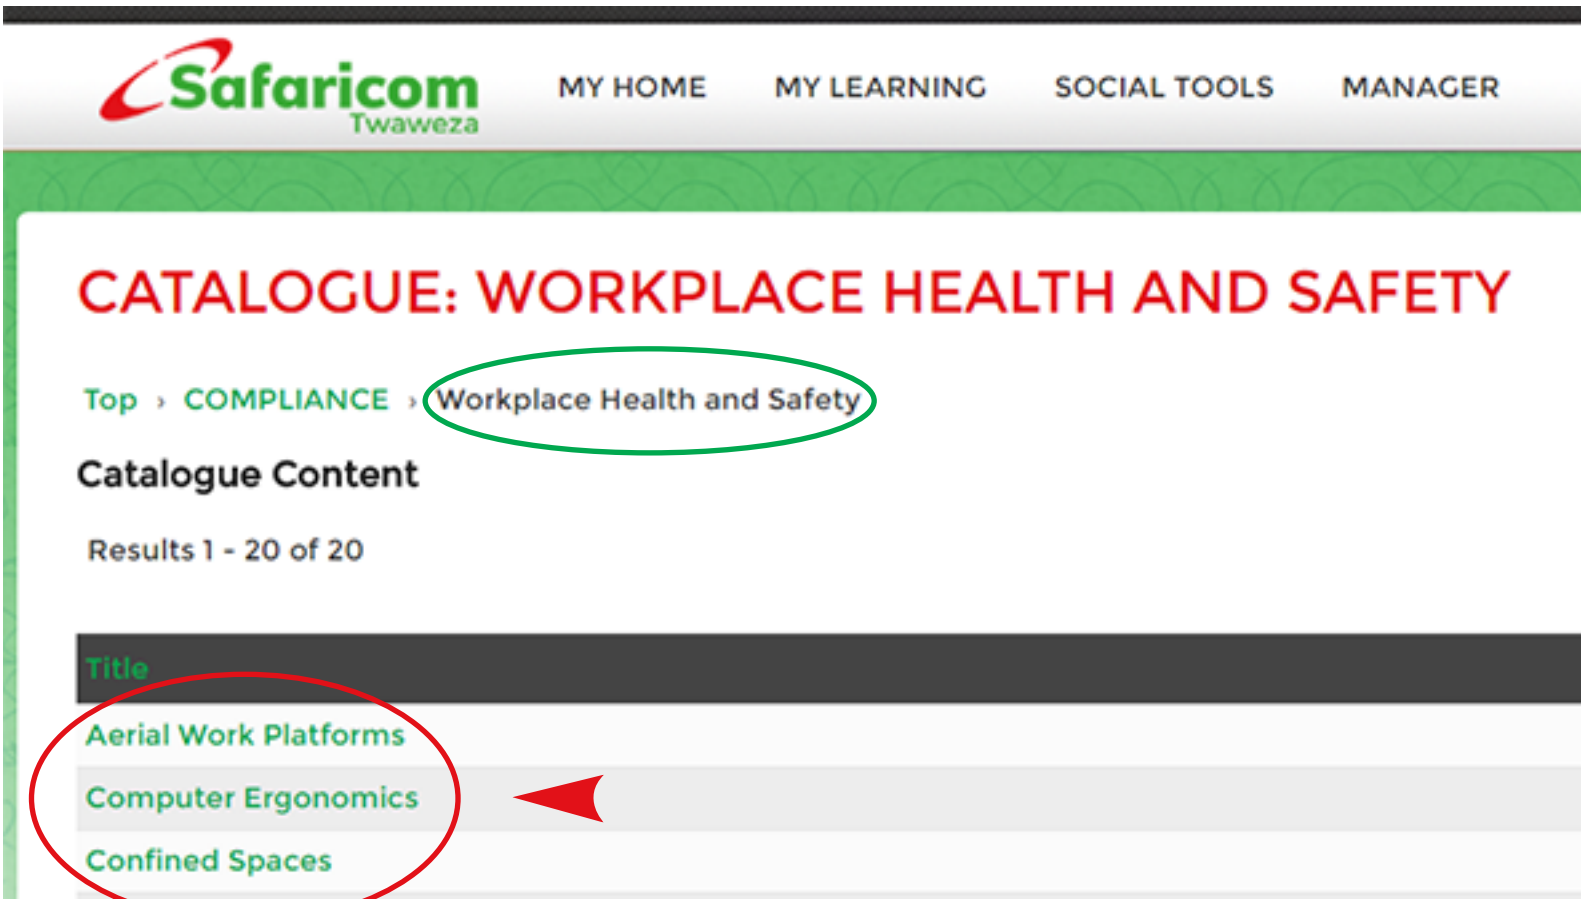 Safaricom
Twaweza
MY HOME MY LEARNING SOCIAL TOOLS MANAGER
CATALOGUE: WORKPLACE HEALTH AND SAFETY
Top › COMPLIANCE › Workplace Health and Safety
Catalogue Content
Results 1 - 20 of 20
Title
Aerial Work Platforms
Computer Ergonomics
Confined Spaces